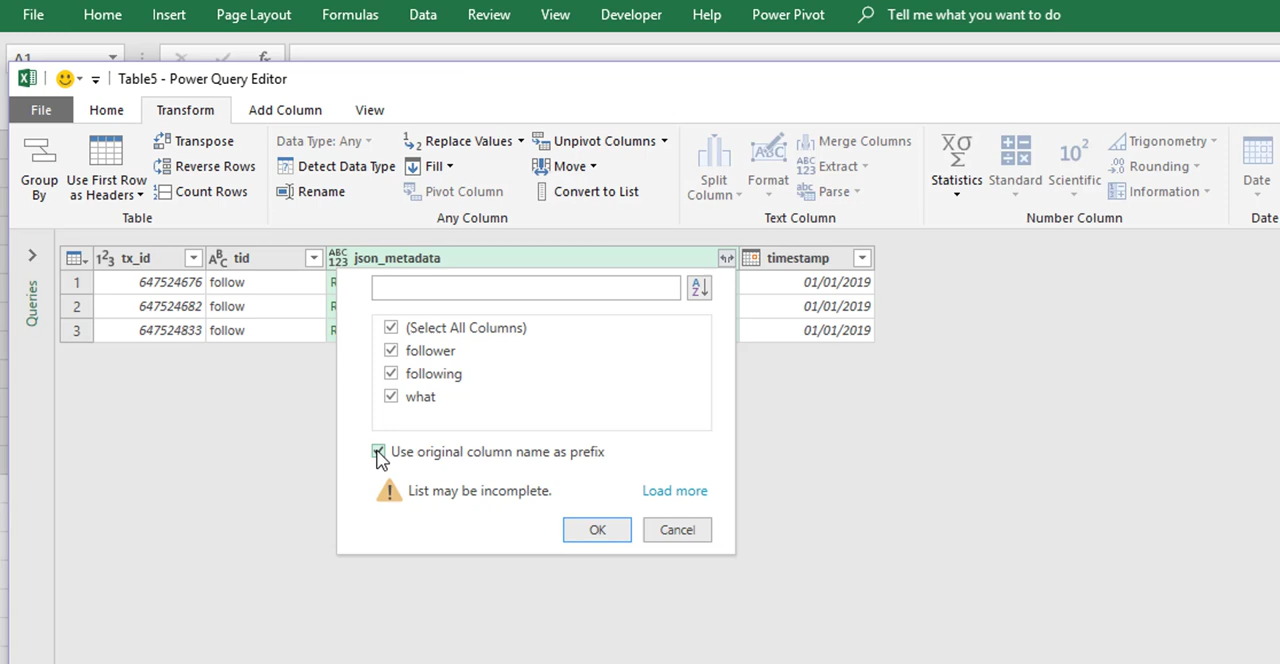 File Home Insert Page Layout Formulas Data Review View Developer Help Power Pivot Tell me what you want to do
A1 fx
Table5 - Power Query Editor
File Home Transform Add Column View
Group By
Use First Row as Headers
Transpose
Reverse Rows
Count Rows
Table
Data Type: Any
Detect Data Type
Rename
Replace Values
Fill
Pivot Column
Unpivot Columns
Move
Convert to List
Any Column
Split Column
Format
Merge Columns
Extract
Parse
Text Column
Statistics
Standard
Scientific
Trigonometry
Rounding
Information
Number Column
Date
Date
Queries
tx_id tid json_metadata timestamp
1 647524676 follow R 01/01/2019
2 647524682 follow R 01/01/2019
3 647524833 follow R 01/01/2019
(Select All Columns)
follower
following
what
Use original column name as prefix
List may be incomplete. Load more
OK Cancel